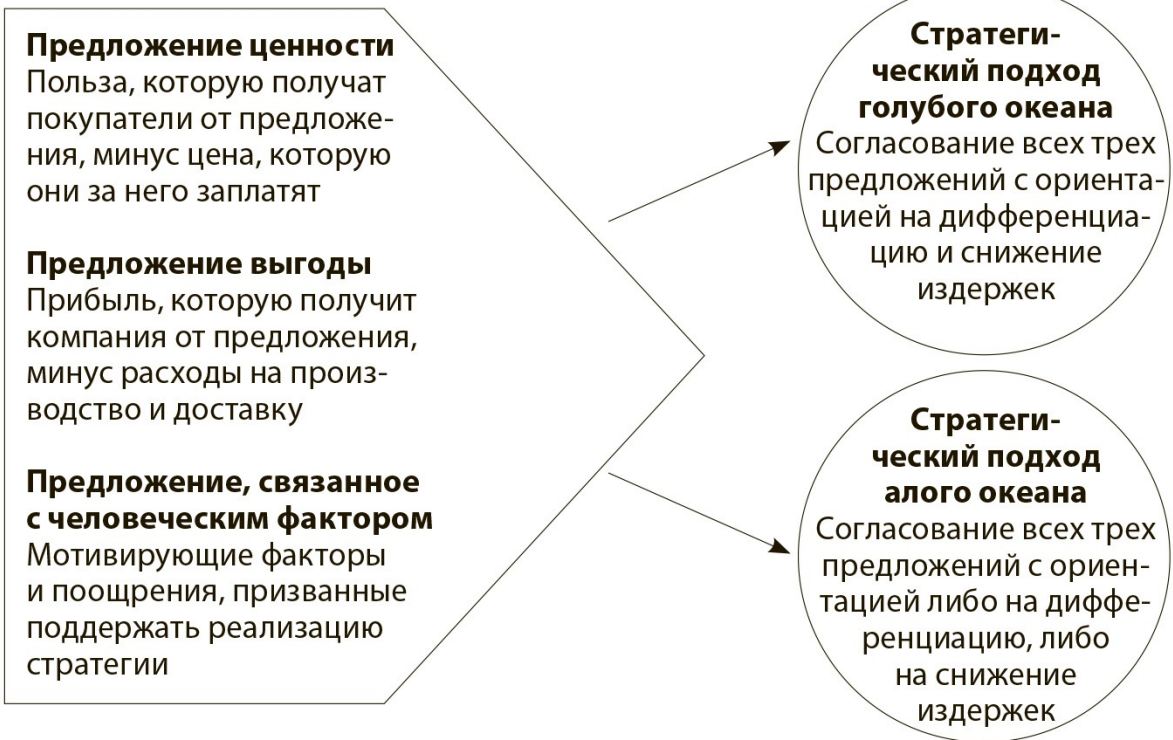 Предложение ценности
Польза, которую получат
покупатели от предложе-
ния, минус цена, которую
они за него заплатят
Предложение выгоды
Прибыль, которую получит
компания от предложения,
минус расходы на произ-
водство и доставку
Предложение, связанное
с человеческим фактором
Мотивирующие факторы
и поощрения, призванные
поддержать реализацию
стратегии
Стратеги-
ческий подход
голубого океана
Согласование всех трех
предложений с ориента-
цией на дифференциа-
цию и снижение
издержек
Стратеги-
ческий подход
алого океана
Согласование всех трех
предложений с ориен-
тацией либо на диффе-
ренциацию, либо
на снижение
издержек